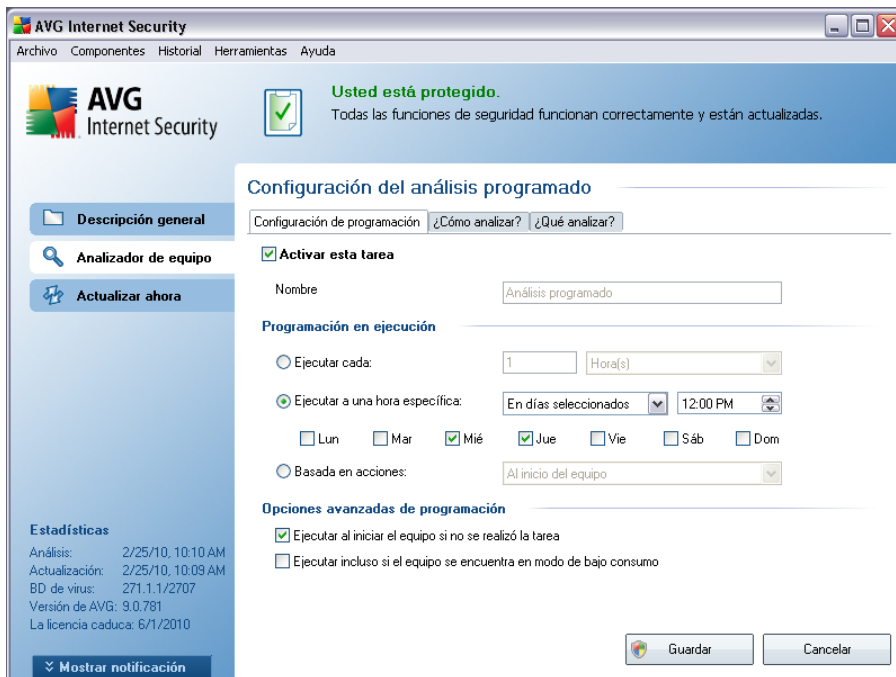 AVG Internet Security
Archivo Componentes Historial Herramientas Ayuda
AVG
Internet Security
Usted está protegido.
Todas las funciones de seguridad funcionan correctamente y están actualizadas.
Descripción general
Analizador de equipo
Actualizar ahora
Configuración del análisis programado
Configuración de programación ¿Cómo analizar? ¿Qué analizar?
Activar esta tarea
Nombre Análisis programado
Programación en ejecución
Ejecutar cada: 1 Hora(s)
Ejecutar a una hora específica: En días seleccionados 12:00 PM
Lun Mar Mié Jue Vie Sáb Dom
Basada en acciones: Al inicio del equipo
Opciones avanzadas de programación
Ejecutar al iniciar el equipo si no se realizó la tarea
Ejecutar incluso si el equipo se encuentra en modo de bajo consumo
Estadísticas
Análisis: 2/25/10, 10:10 AM
Actualización: 2/25/10, 10:09 AM
BD de virus: 271.1.1/2707
Versión de AVG: 9.0.781
La licencia caduca: 6/1/2010
Mostrar notificación
Guardar Cancelar